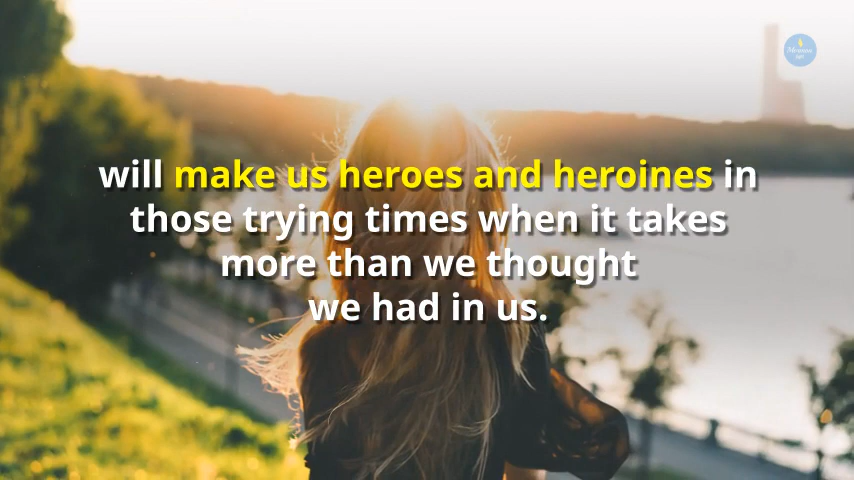 will make us heroes and heroines in
those trying times when it takes
more than we thought
we had in us.